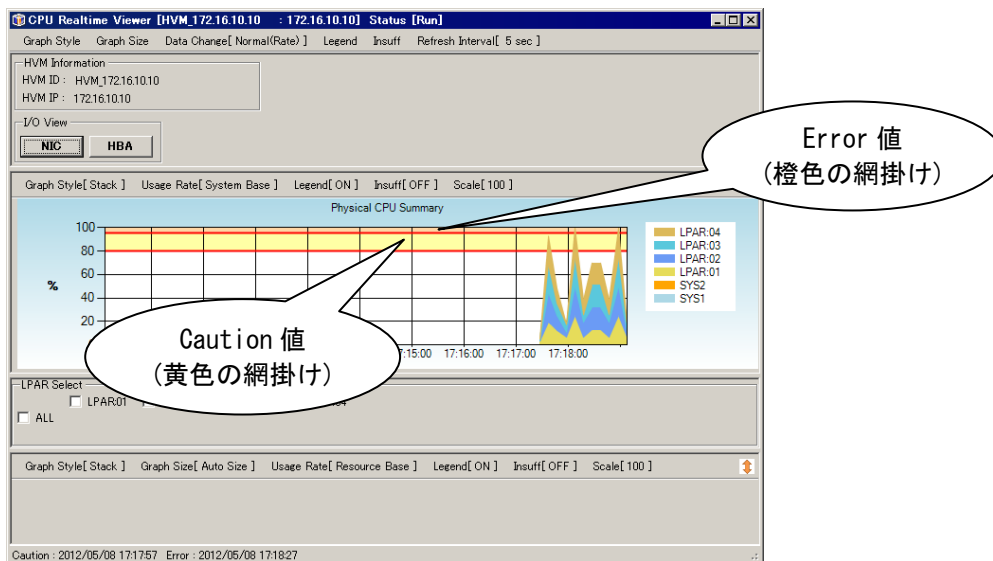 CPU Realtime Viewer [HVM_172.16.10.10 : 172.16.10.10] Status [Run]
Graph Style Graph Size Data Change[ Normal(Rate) ] Legend Insuff Refresh Interval[ 5 sec ]
HVM Information
HVM ID : HVM_172.16.10.10
HVM IP : 172.16.10.10
I/O View
NIC HBA
Error 値
(橙色の網掛け)
Graph Style[ Stack ] Usage Rate[ System Base ] Legend[ ON ] Insuff[ OFF ] Scale[ 100 ]
Physical CPU Summary
100
80
60
40
20
%
LPAR:04
LPAR:03
LPAR:02
LPAR:01
SYS2
SYS1
17:16:00 17:17:00 17:18:00
Caution 値
(黄色の網掛け)
LPAR Select
LPAR:01
ALL
Graph Style[ Stack ] Graph Size[ Auto Size ] Usage Rate[ Resource Base ] Legend[ ON ] Insuff[ OFF ] Scale[ 100 ]
Caution : 2012/05/08 17:17:57 Error : 2012/05/08 17:18:27